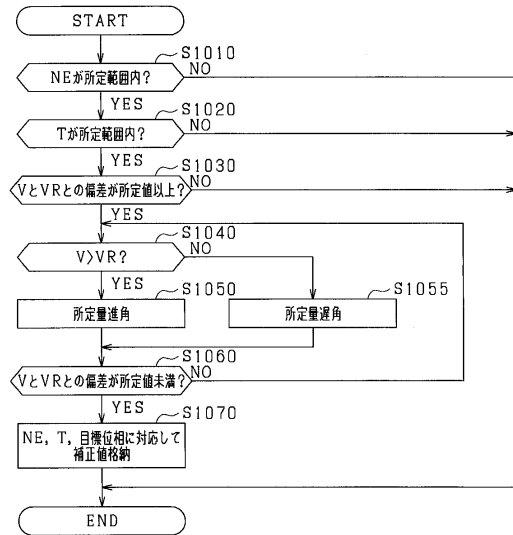 START
S1010
NEが所定範囲内?
NO
YES
S1020
Tが所定範囲内?
NO
YES
S1030
VとVRとの偏差が所定値以上?
NO
YES
S1040
V>VR?
NO
YES
S1050
所定量進角
S1055
所定量遅角
S1060
VとVRとの偏差が所定値未満?
NO
YES
S1070
NE, T, 目標位相に対応して
補正値格納
END